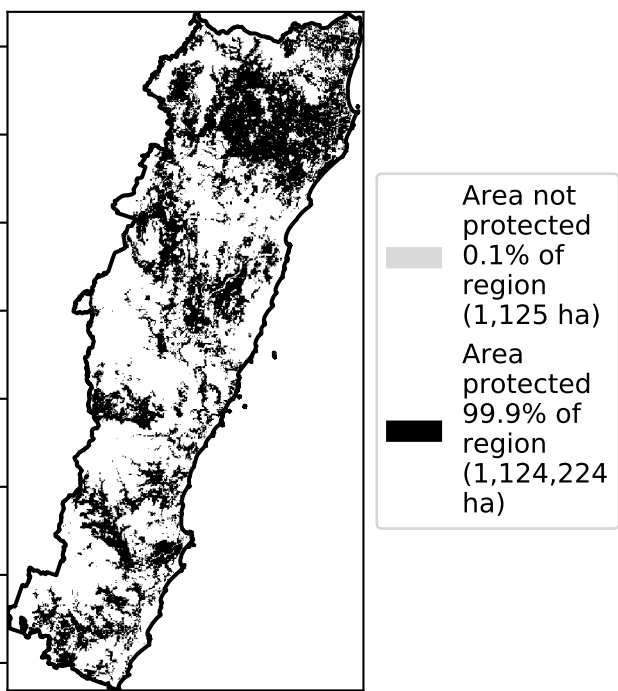 Area not
protected
0.1% of
region
(1,125 ha)
Area
protected
99.9% of
region
(1,124,224
ha)